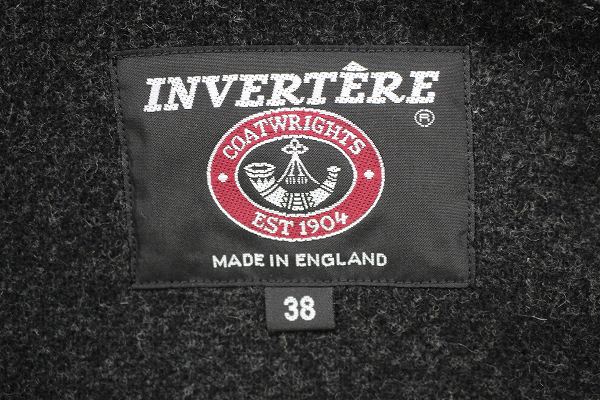 INVERTÊRE
®
COATWRIGHTS
EST 1904
MADE IN ENGLAND
38